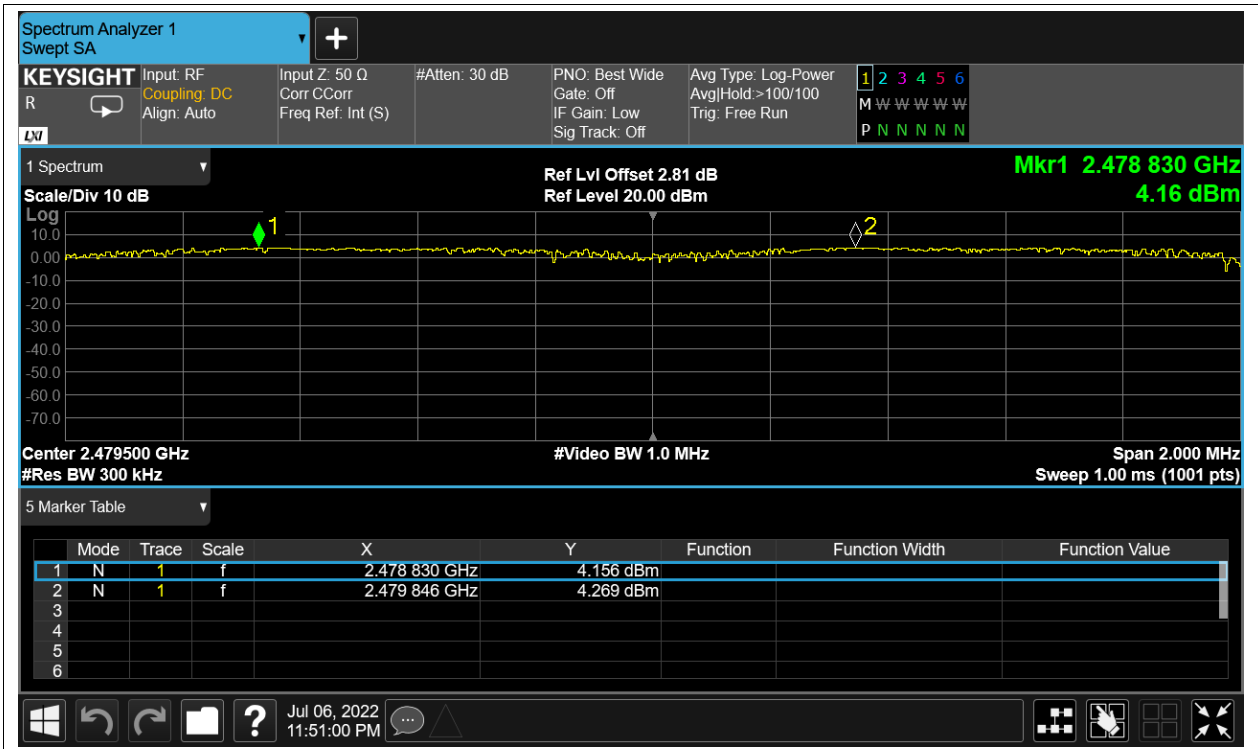 Spectrum Analyzer 1
Swept SA
KEYSIGHT
R
LXI
Input: RF
Coupling: DC
Align: Auto
Input Z: 50 Ω
Corr CCorr
Freq Ref: Int (S)
#Atten: 30 dB
PNO: Best Wide
Gate: Off
IF Gain: Low
Sig Track: Off
Avg Type: Log-Power
Avg|Hold:>100/100
Trig: Free Run
1 2 3 4 5 6
M W W W W W
P N N N N N
1 Spectrum
Scale/Div 10 dB
Ref Lvl Offset 2.81 dB
Ref Level 20.00 dBm
Mkr1 2.478 830 GHz
4.16 dBm
Log
10.0
0.00
-10.0
-20.0
-30.0
-40.0
-50.0
-60.0
-70.0
1
2
Center 2.479500 GHz
#Res BW 300 kHz
#Video BW 1.0 MHz
Span 2.000 MHz
Sweep 1.00 ms (1001 pts)
5 Marker Table
Mode Trace Scale X Y Function Function Width Function Value
1 N 1 f 2.478 830 GHz 4.156 dBm
2 N 1 f 2.479 846 GHz 4.269 dBm
3
4
5
6
?
Jul 06, 2022
11:51:00 PM